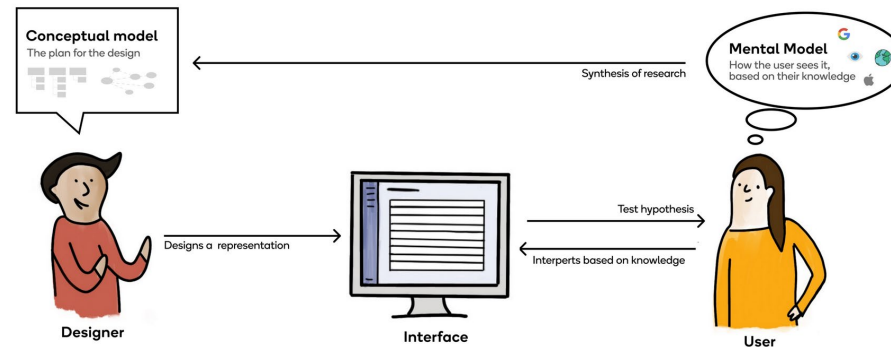 Conceptual model
The plan for the design
Mental Model
How the user sees it,
based on their knowledge
Synthesis of research
Designs a representation
Test hypothesis
Interperts based on knowledge
Designer
Interface
User